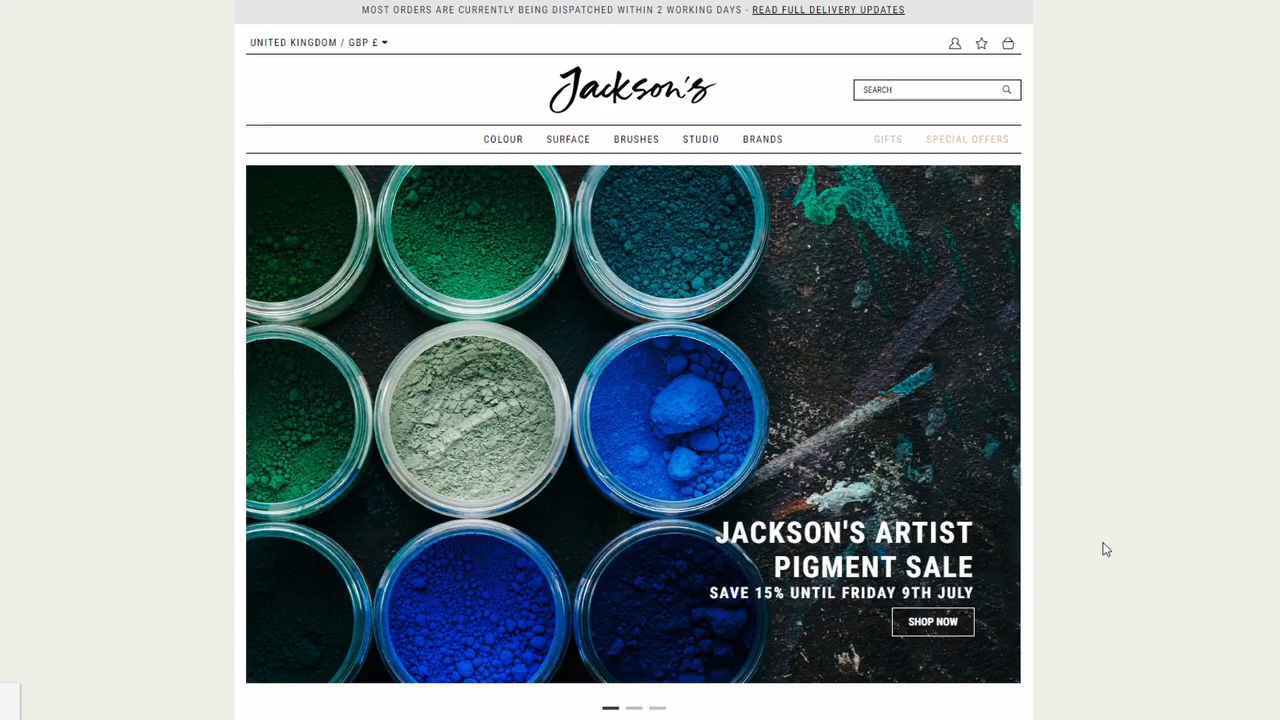 MOST ORDERS ARE CURRENTLY BEING DISPATCHED WITHIN 2 WORKING DAYS - READ FULL DELIVERY UPDATES
UNITED KINGDOM / GBP £
Jackson's
SEARCH
COLOUR SURFACE BRUSHES STUDIO BRANDS GIFTS SPECIAL OFFERS
JACKSON'S ARTIST
PIGMENT SALE
SAVE 15% UNTIL FRIDAY 9TH JULY
SHOP NOW